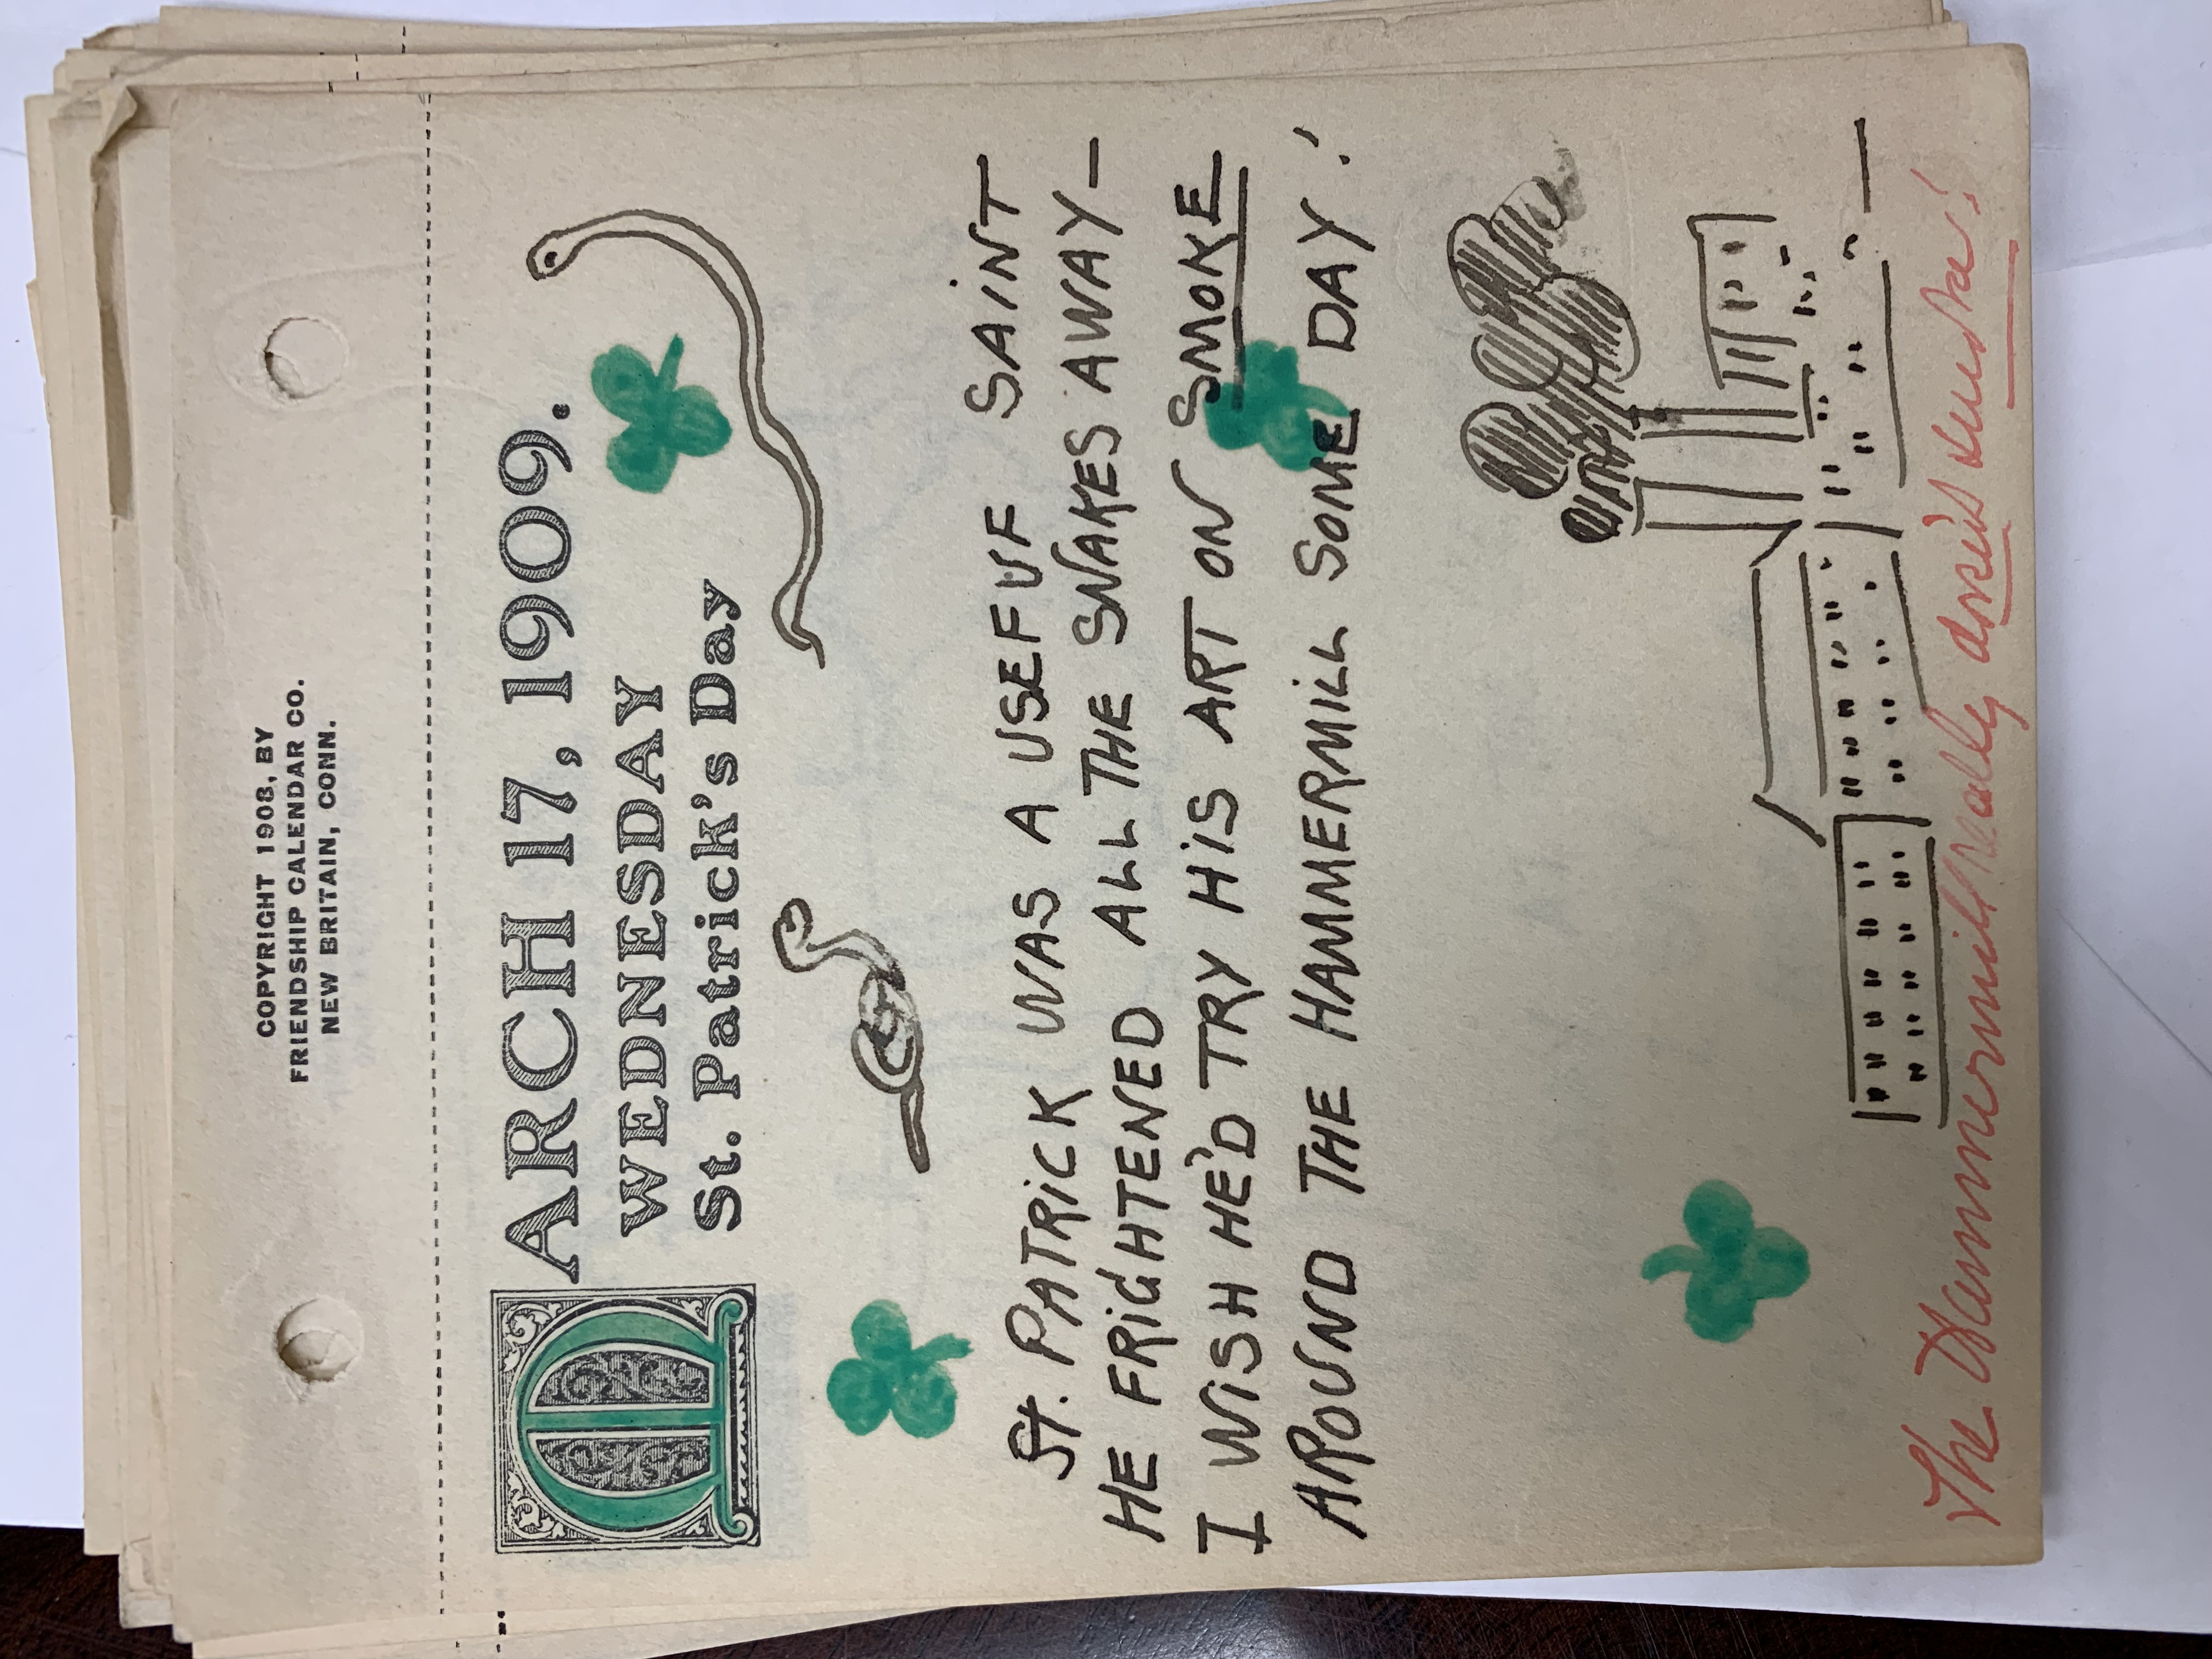 COPYRIGHT 1908, BY
FRIENDSHIP CALENDAR CO.
NEW BRITAIN, CONN.
MARCH 17, 1909.
WEDNESDAY
St. Patrick's Day
St. PATRICK WAS A USEFUF SAINT
HE FRIGHTENED ALL THE SNAKES AWAY—
I WISH HE'D TRY HIS ART ON SMOKE
AROUND THE HAMMERMILL SOME DAY!
The Hammermill really doesn't smoke!